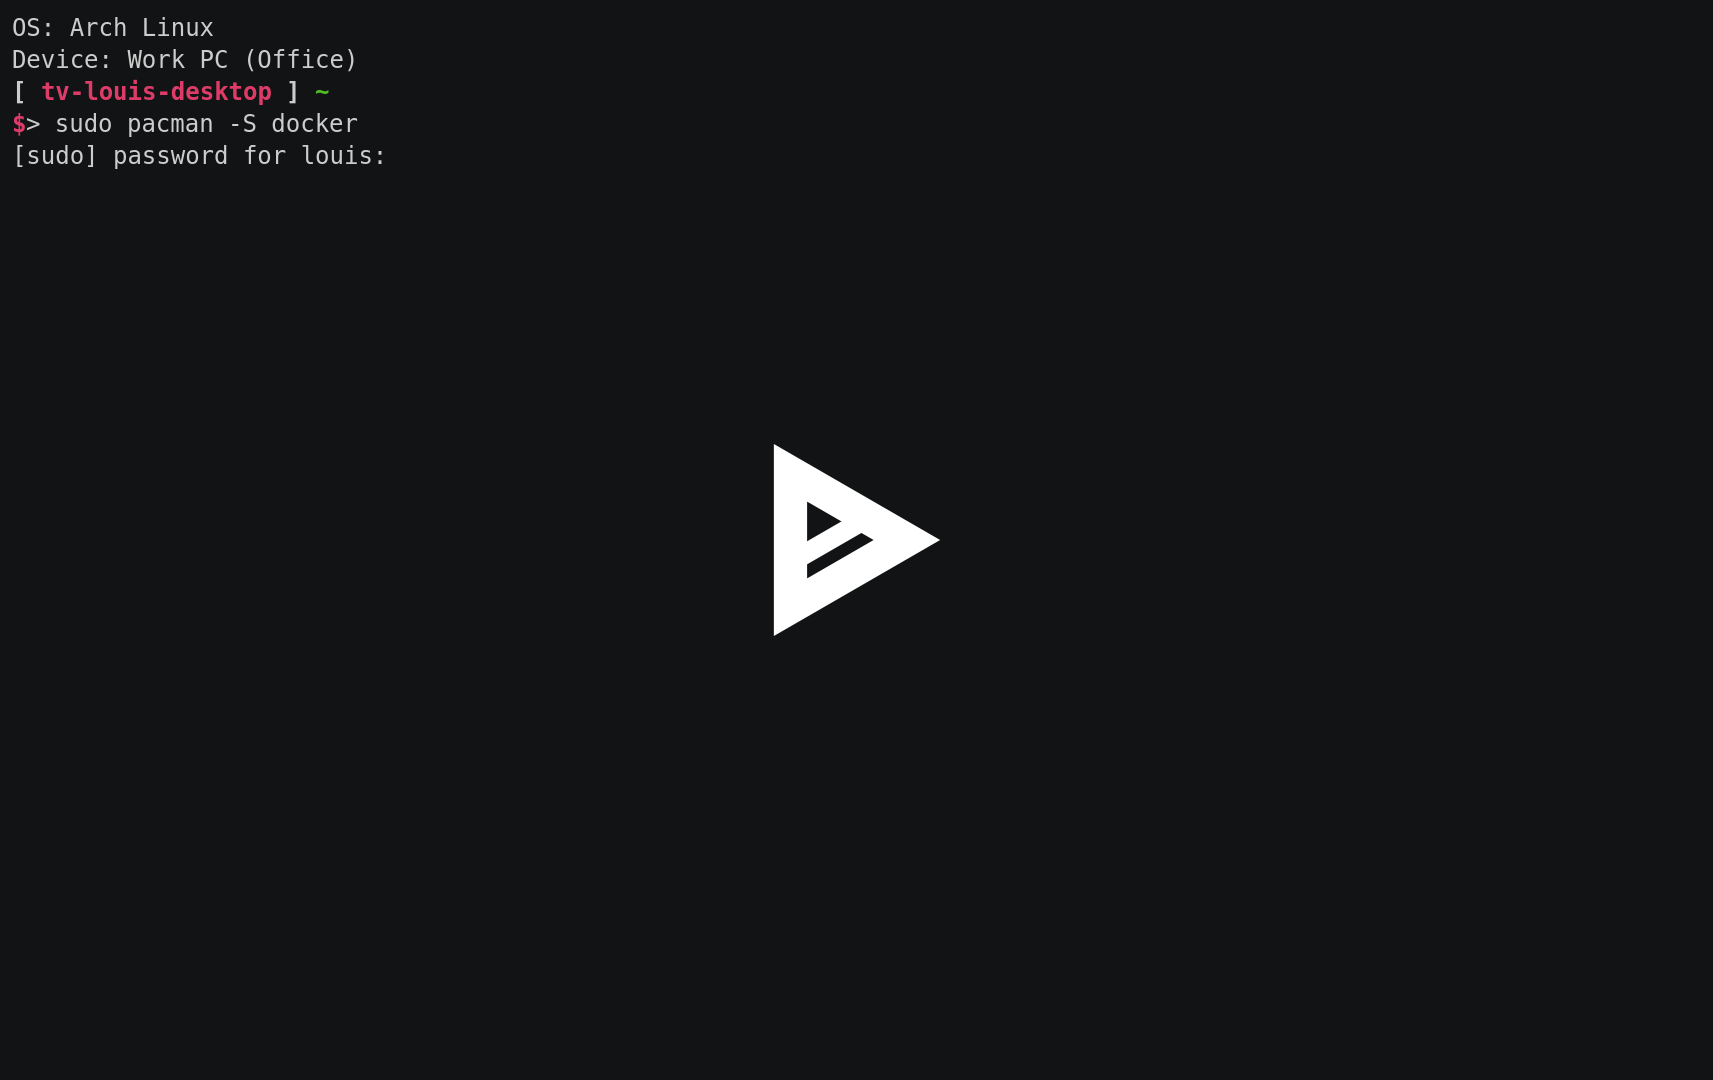 OS: Arch Linux
Device: Work PC (Office)
[ tv-louis-desktop ] ~
$> sudo pacman -S docker
[sudo] password for louis: